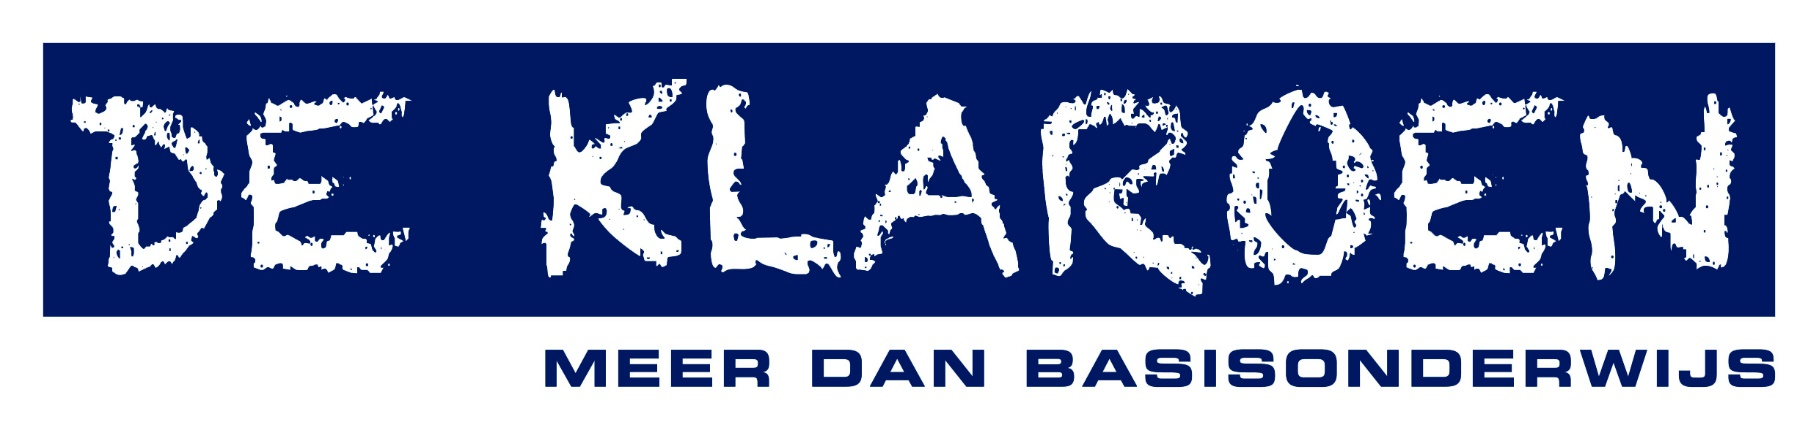 DE KLAROEN
MEER DAN BASISONDERWIJS